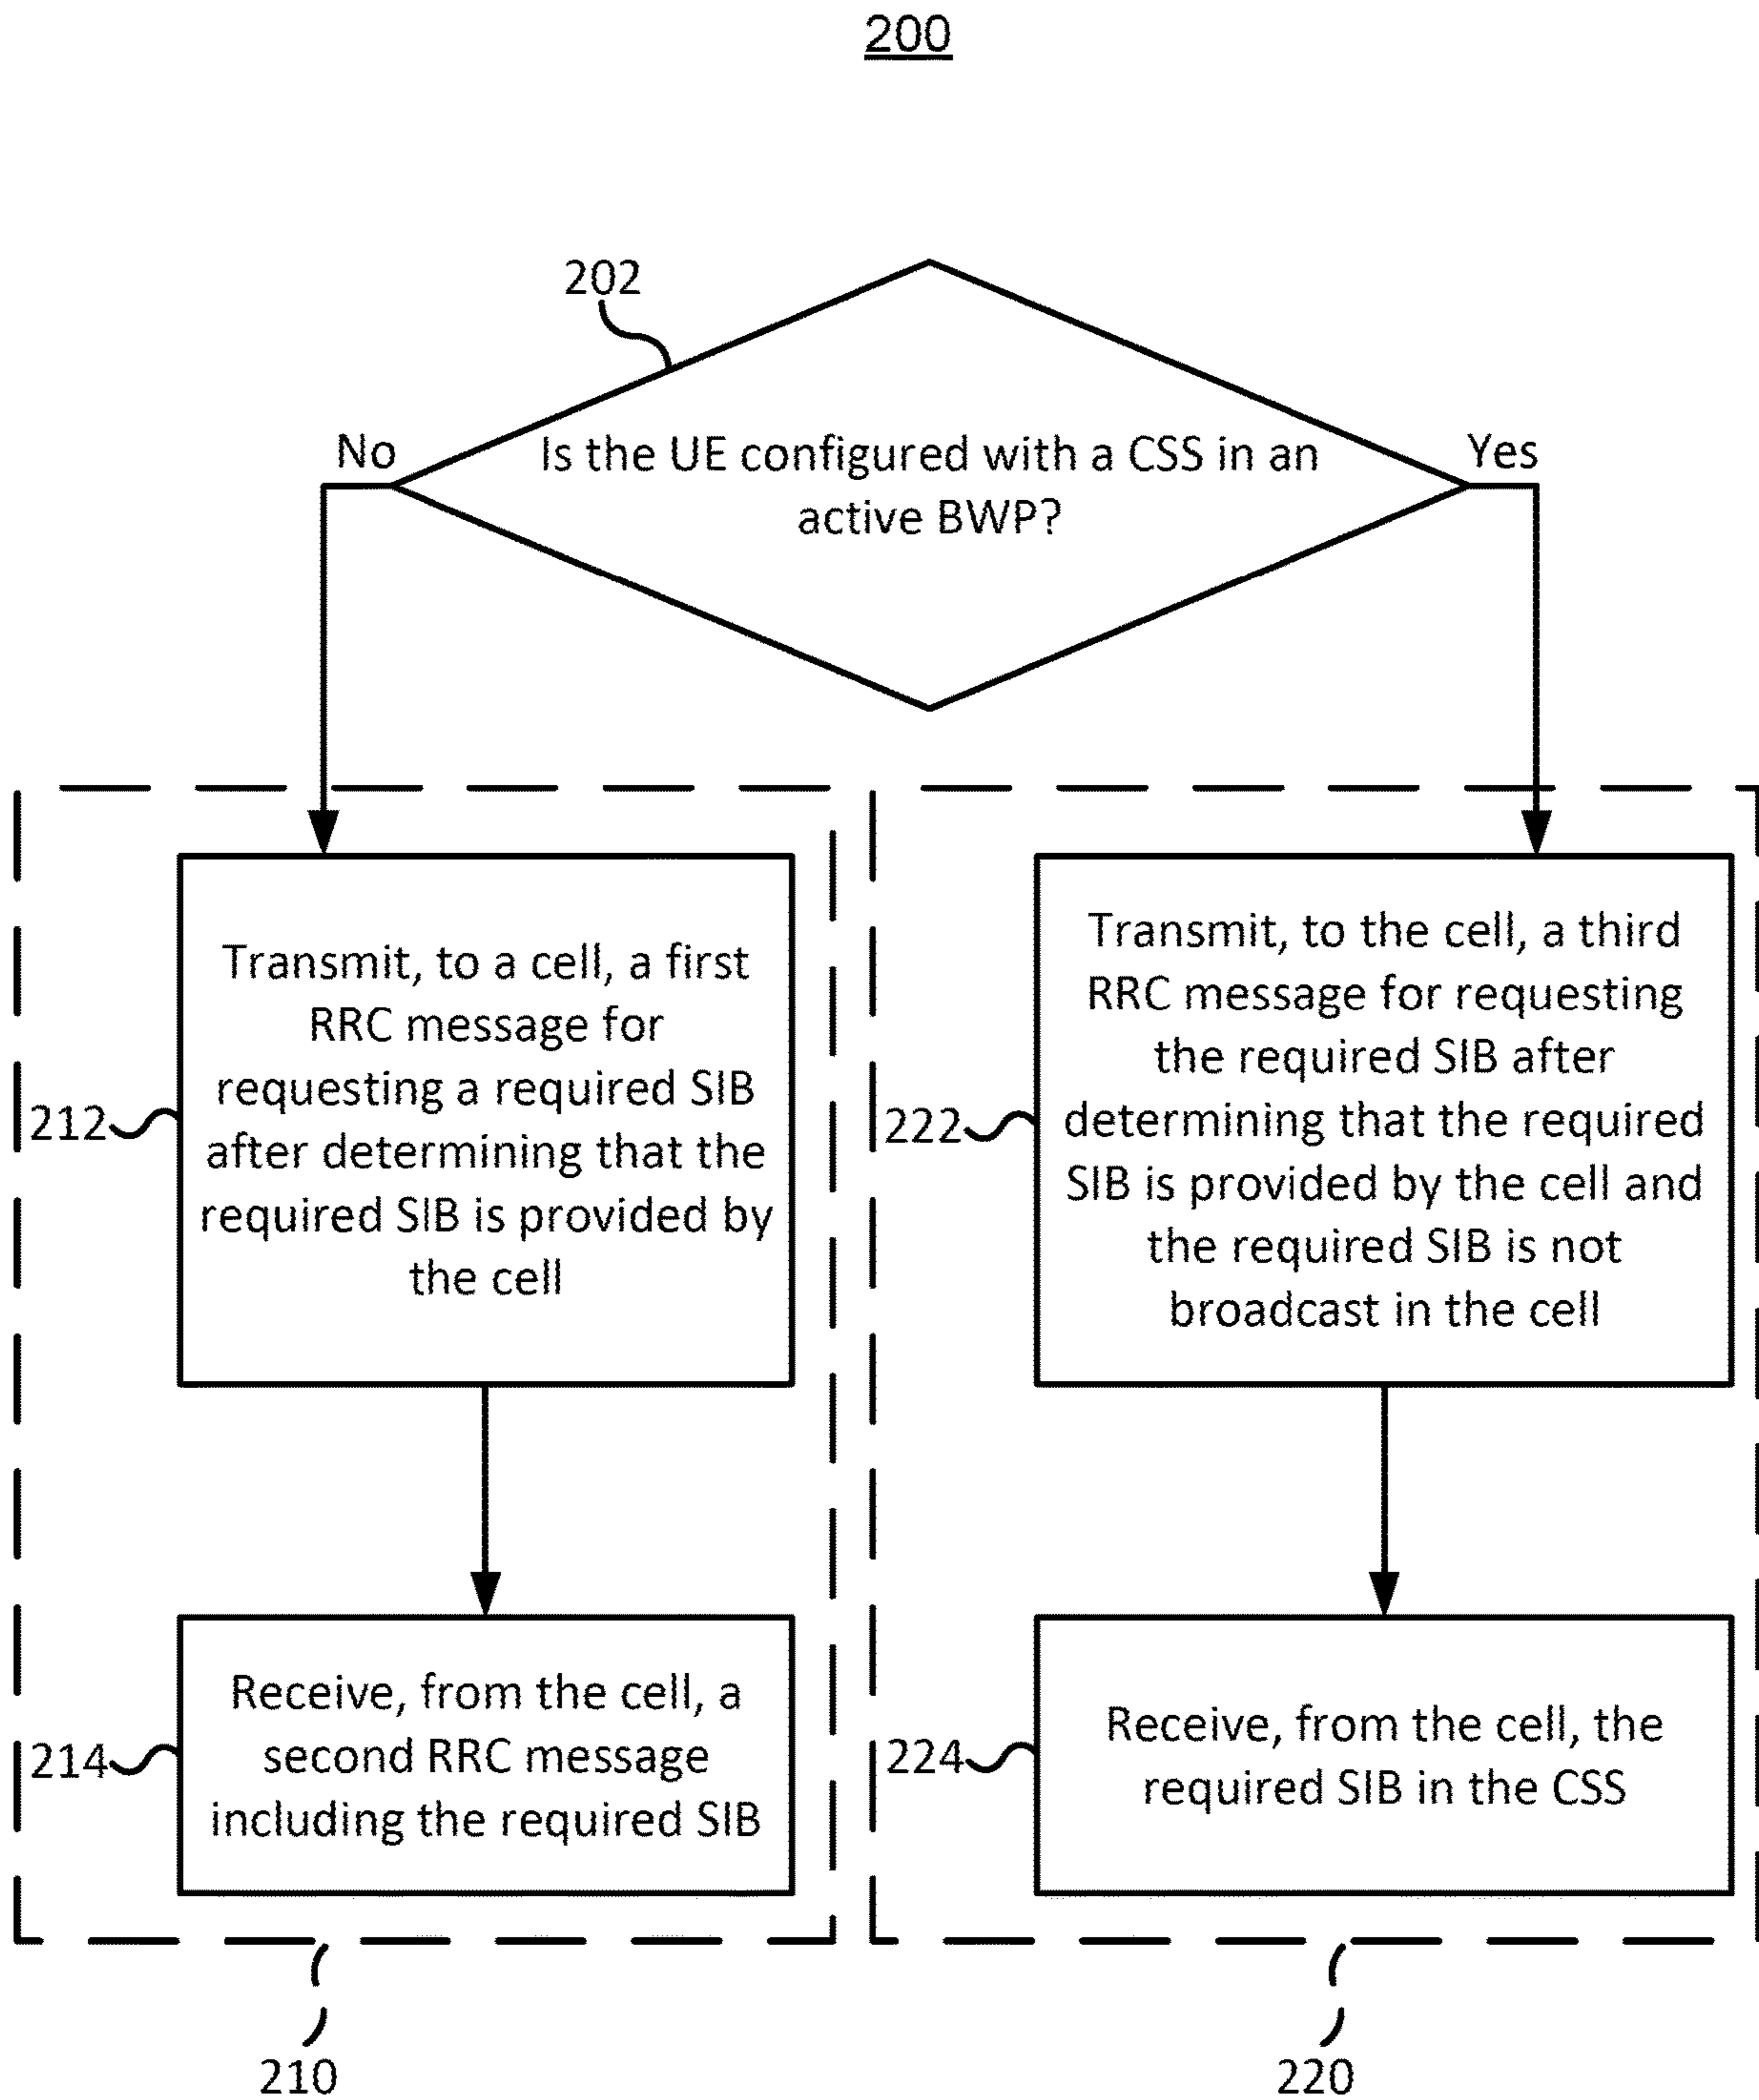 200
202
No
Is the UE configured with a CSS in an
active BWP?
Yes
Transmit, to a cell, a first
RRC message for
requesting a required SIB
after determining that the
required SIB is provided by
the cell
212
Receive, from the cell, a
second RRC message
including the required SIB
214
210
Transmit, to the cell, a third
RRC message for requesting
the required SIB after
determining that the required
SIB is provided by the cell and
the required SIB is not
broadcast in the cell
222
Receive, from the cell, the
required SIB in the CSS
224
220